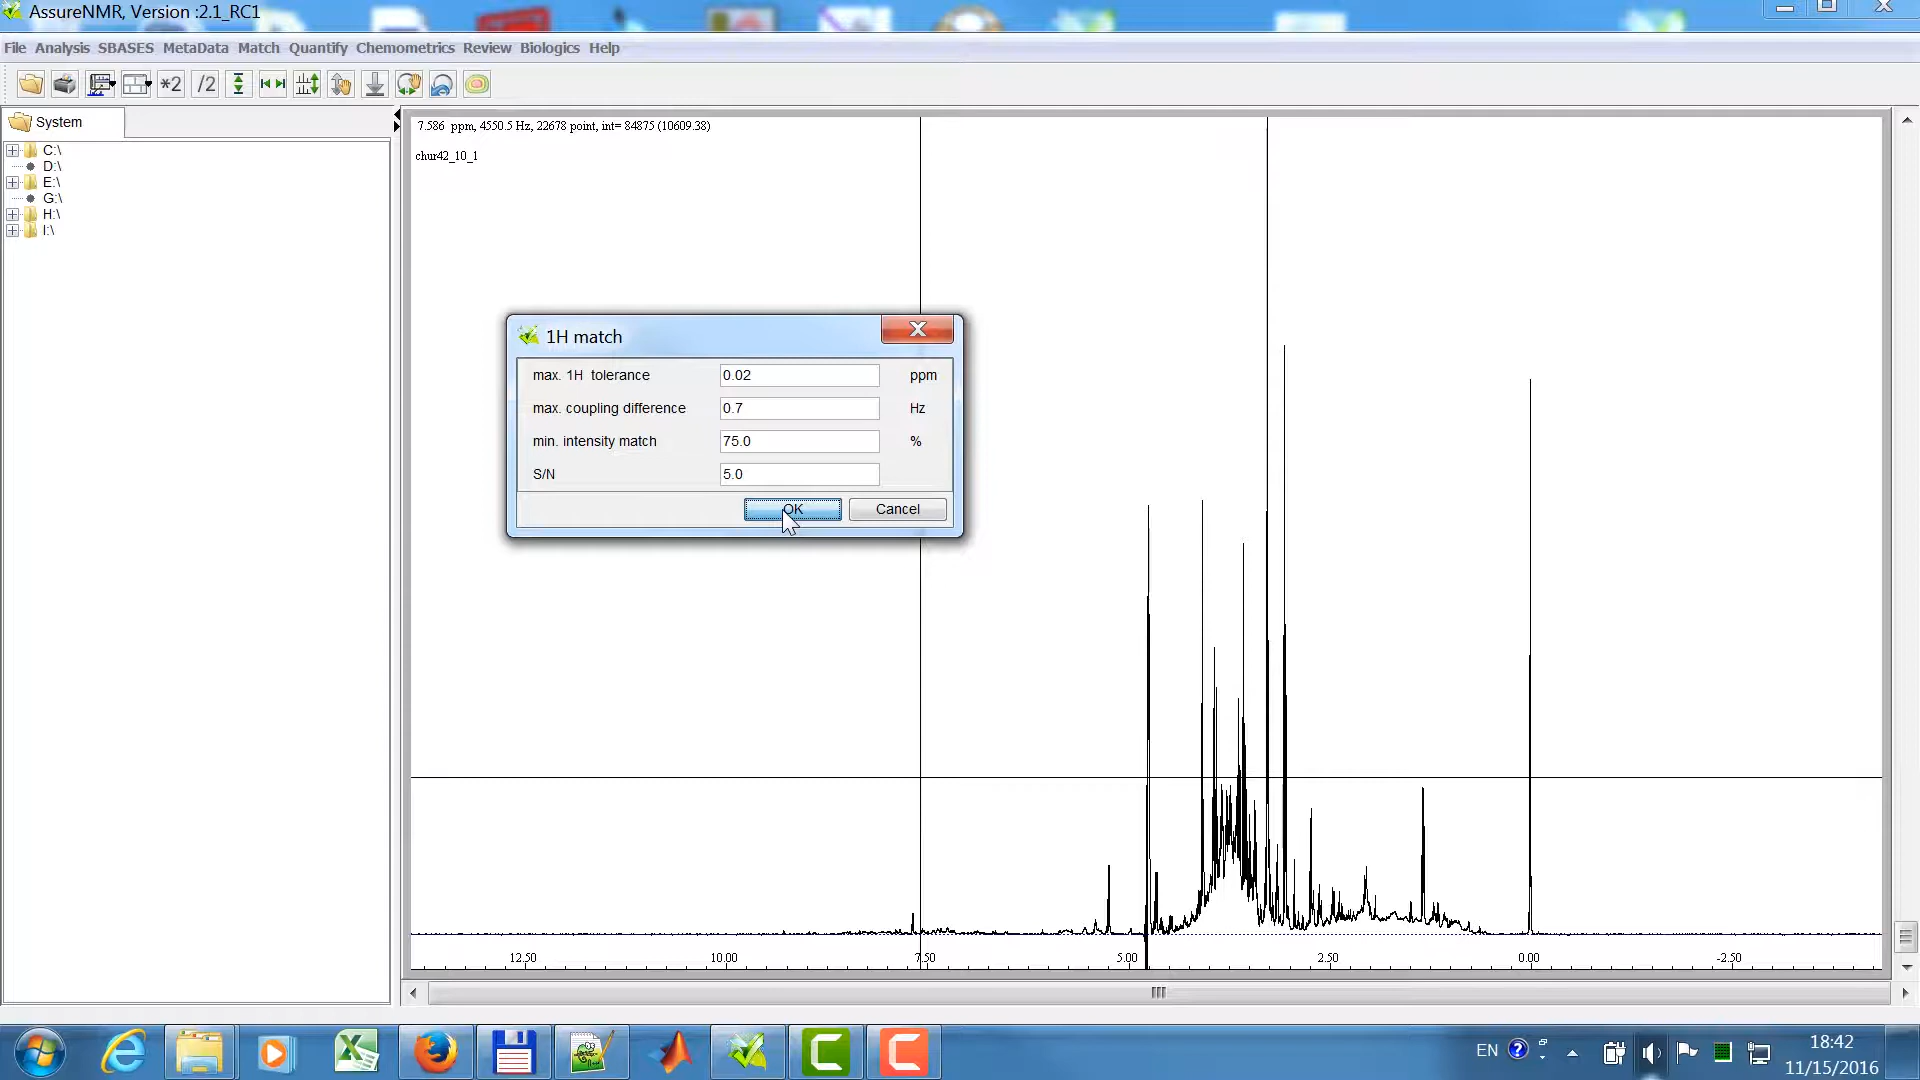 AssureNMR, Version :2.1_RC1
File Analysis SBASES MetaData Match Quantify Chemometrics Review Biologics Help
*2 /2
System
C:\
D:\
E:\
G:\
H:\
I:\
7.586 ppm, 4550.5 Hz, 22678 point, int= 84875 (10609.38)
chur42_10_1
1H match
max. 1H tolerance 0.02 ppm
max. coupling difference 0.7 Hz
min. intensity match 75.0 %
S/N 5.0
OK Cancel
12.50 10.00 7.50 5.00 2.50 0.00 -2.50
EN 18:42
11/15/2016